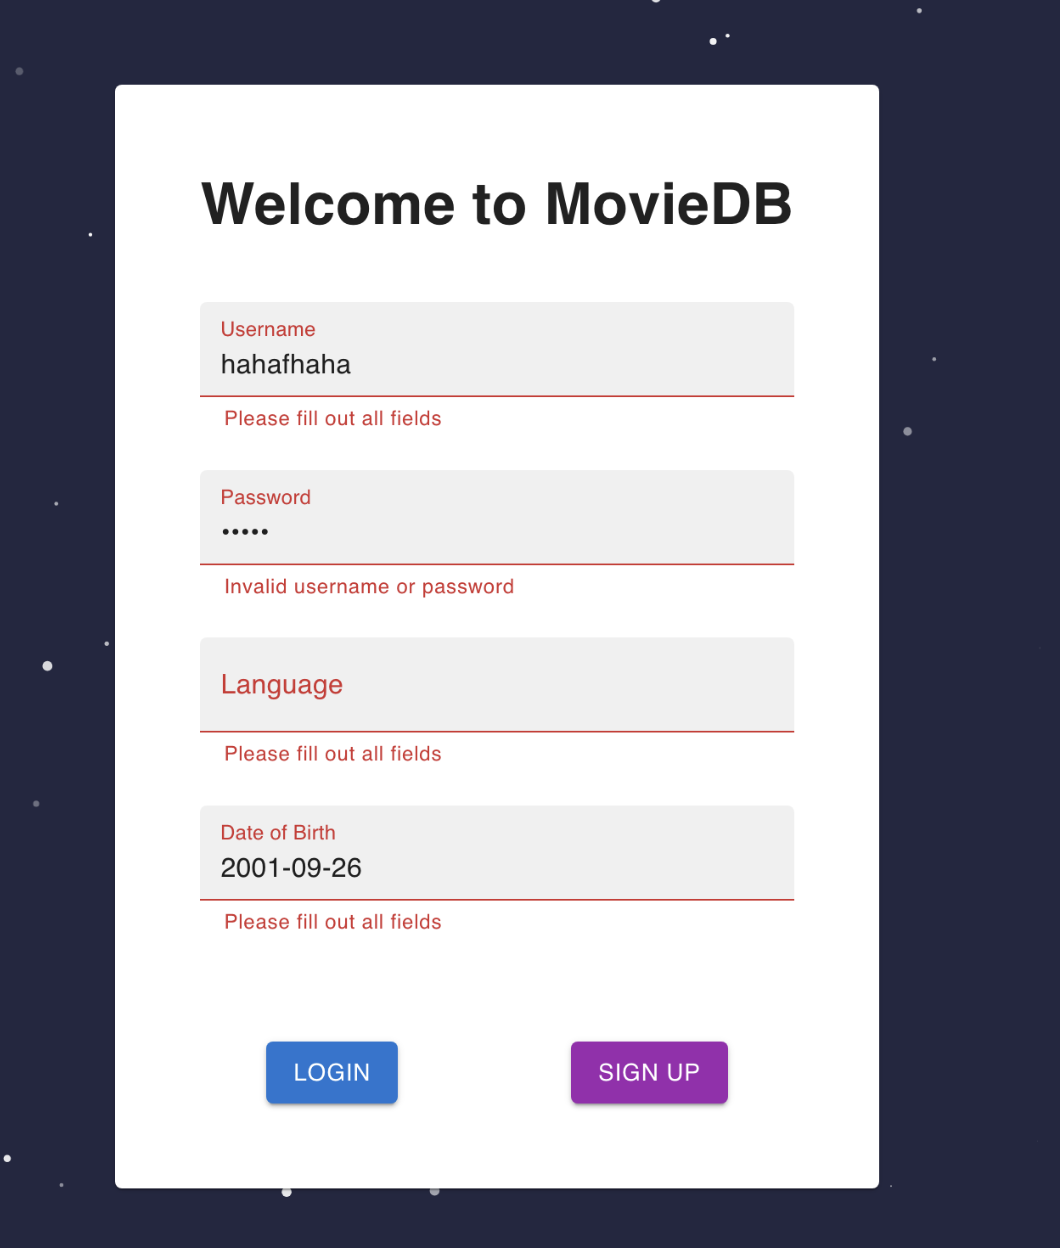 Welcome to MovieDB
Username
hahafhaha
Please fill out all fields
Password
•••••
Invalid username or password
Language
Please fill out all fields
Date of Birth
2001-09-26
Please fill out all fields
LOGIN
SIGN UP